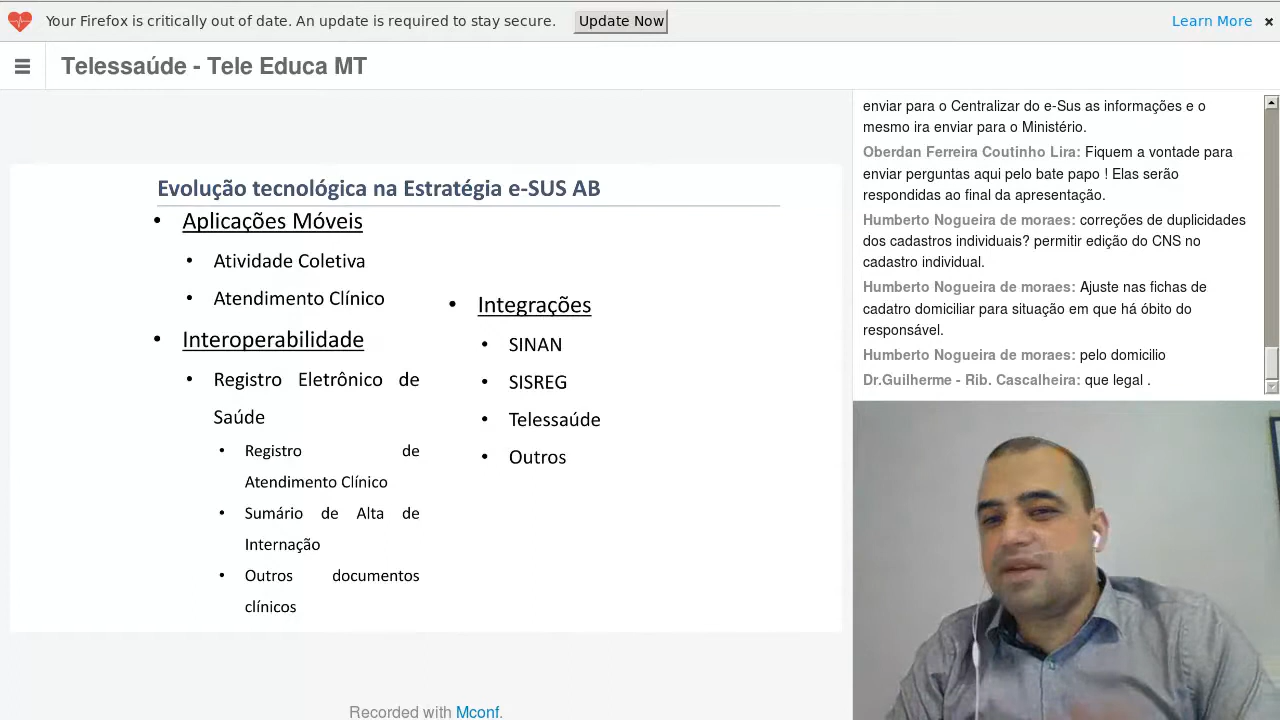 Your Firefox is critically out of date. An update is required to stay secure. Update Now Learn More ×
Telessaúde - Tele Educa MT
Evolução tecnológica na Estratégia e-SUS AB
• Aplicações Móveis
• Atividade Coletiva
• Atendimento Clínico
• Interoperabilidade
• Registro Eletrônico de
Saúde
• Registro de
Atendimento Clínico
• Sumário de Alta de
Internação
• Outros documentos
clínicos
• Integrações
• SINAN
• SISREG
• Telessaúde
• Outros
enviar para o Centralizar do e-Sus as informações e o
mesmo ira enviar para o Ministério.
Oberdan Ferreira Coutinho Lira: Fiquem a vontade para
enviar perguntas aqui pelo bate papo ! Elas serão
respondidas ao final da apresentação.
Humberto Nogueira de moraes: correções de duplicidades
dos cadastros individuais? permitir edição do CNS no
cadastro individual.
Humberto Nogueira de moraes: Ajuste nas fichas de
cadatro domiciliar para situação em que há óbito do
responsável.
Humberto Nogueira de moraes: pelo domicilio
Dr.Guilherme - Rib. Cascalheira: que legal .
Recorded with Mconf.